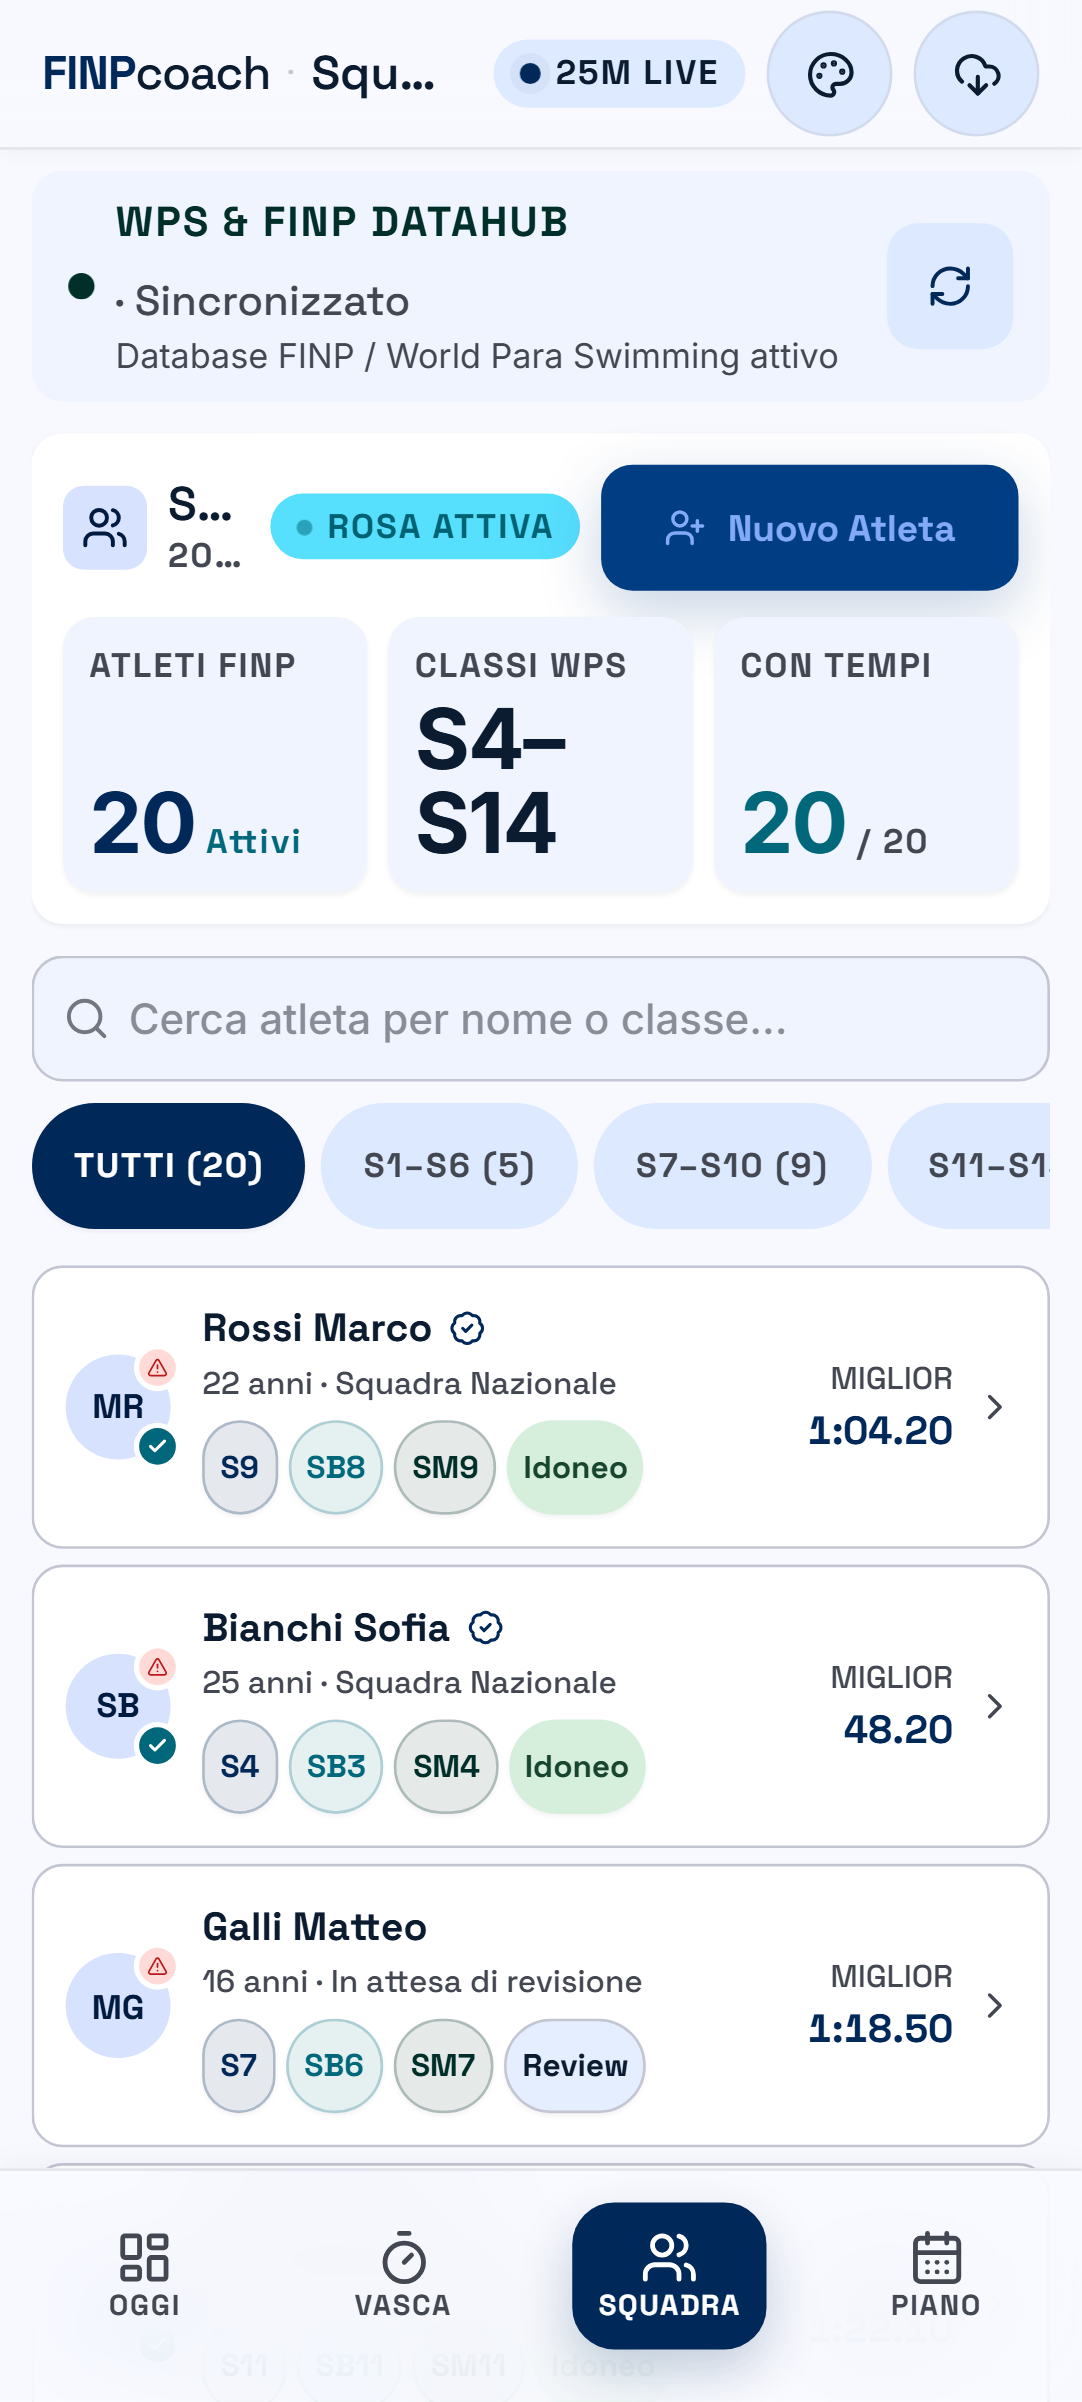 FINPcoach · Squ...
25M LIVE
WPS & FINP DATAHUB
· Sincronizzato
Database FINP / World Para Swimming attivo
S...
20...
ROSA ATTIVA
Nuovo Atleta
ATLETI FINP
20 Attivi
CLASSI WPS
S4–
S14
CON TEMPI
20 / 20
Cerca atleta per nome o classe...
TUTTI (20)
S1–S6 (5)
S7–S10 (9)
S11–S1
Rossi Marco
MR
22 anni · Squadra Nazionale
S9
SB8
SM9
Idoneo
MIGLIOR
1:04.20
Bianchi Sofia
SB
25 anni · Squadra Nazionale
S4
SB3
SM4
Idoneo
MIGLIOR
48.20
Galli Matteo
MG
16 anni · In attesa di revisione
S7
SB6
SM7
Review
MIGLIOR
1:18.50
OGGI
VASCA
SQUADRA
PIANO
S11
SB11
SM11
Idoneo